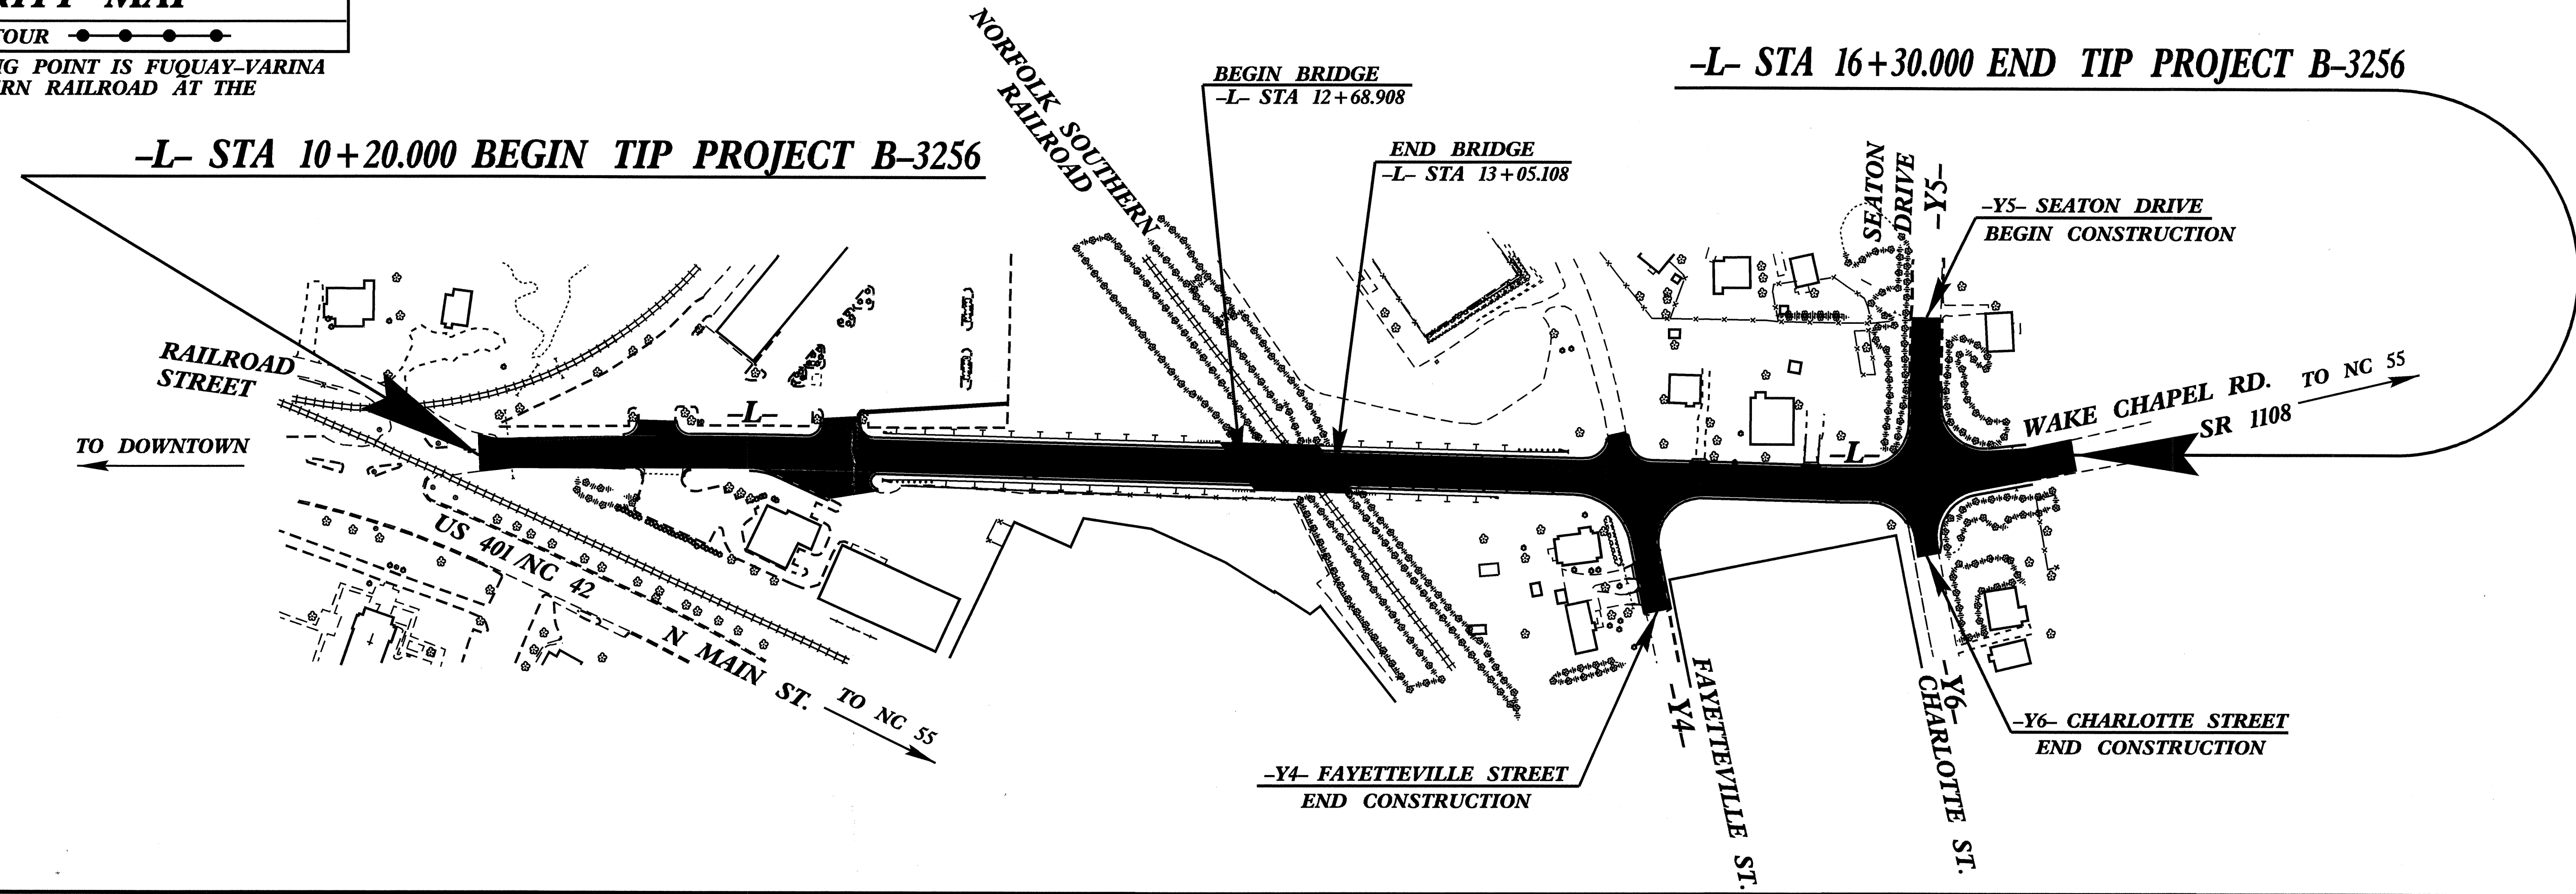 MAP
TOUR
POINT IS FUQUAY–VARINA
RAILROAD AT THE
–L– STA 10+20.000 BEGIN TIP PROJECT B–3256
NORFOLK SOUTHERN
RAILROAD
BEGIN BRIDGE
–L– STA 12+68.908
END BRIDGE
–L– STA 13+05.108
–L– STA 16+30.000 END TIP PROJECT B–3256
SEATON
DRIVE
–Y5–
–Y5– SEATON DRIVE
BEGIN CONSTRUCTION
RAILROAD
STREET
TO DOWNTOWN
–L–
–L–
WAKE CHAPEL RD.
SR 1108
TO NC 55
US 401/NC 42
N MAIN ST.
TO NC 55
–Y4–
FAYETTEVILLE ST.
–Y6–
CHARLOTTE ST.
–Y4– FAYETTEVILLE STREET
END CONSTRUCTION
–Y6– CHARLOTTE STREET
END CONSTRUCTION